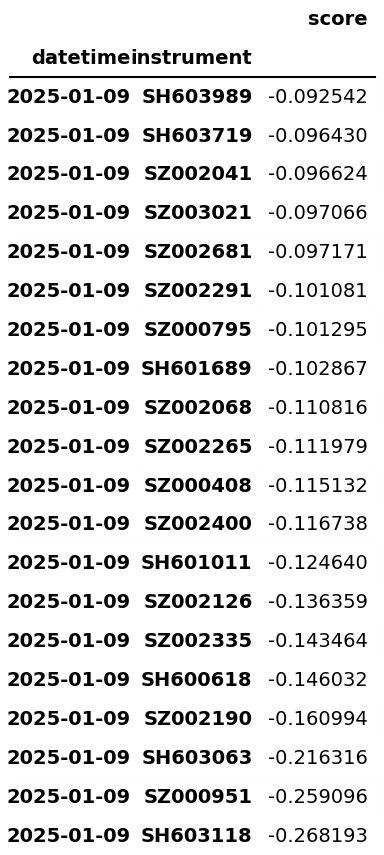 score
datetime instrument
2025-01-09 SH603989 -0.092542
2025-01-09 SH603719 -0.096430
2025-01-09 SZ002041 -0.096624
2025-01-09 SZ003021 -0.097066
2025-01-09 SZ002681 -0.097171
2025-01-09 SZ002291 -0.101081
2025-01-09 SZ000795 -0.101295
2025-01-09 SH601689 -0.102867
2025-01-09 SZ002068 -0.110816
2025-01-09 SZ002265 -0.111979
2025-01-09 SZ000408 -0.115132
2025-01-09 SZ002400 -0.116738
2025-01-09 SH601011 -0.124640
2025-01-09 SZ002126 -0.136359
2025-01-09 SZ002335 -0.143464
2025-01-09 SH600618 -0.146032
2025-01-09 SZ002190 -0.160994
2025-01-09 SH603063 -0.216316
2025-01-09 SZ000951 -0.259096
2025-01-09 SH603118 -0.268193